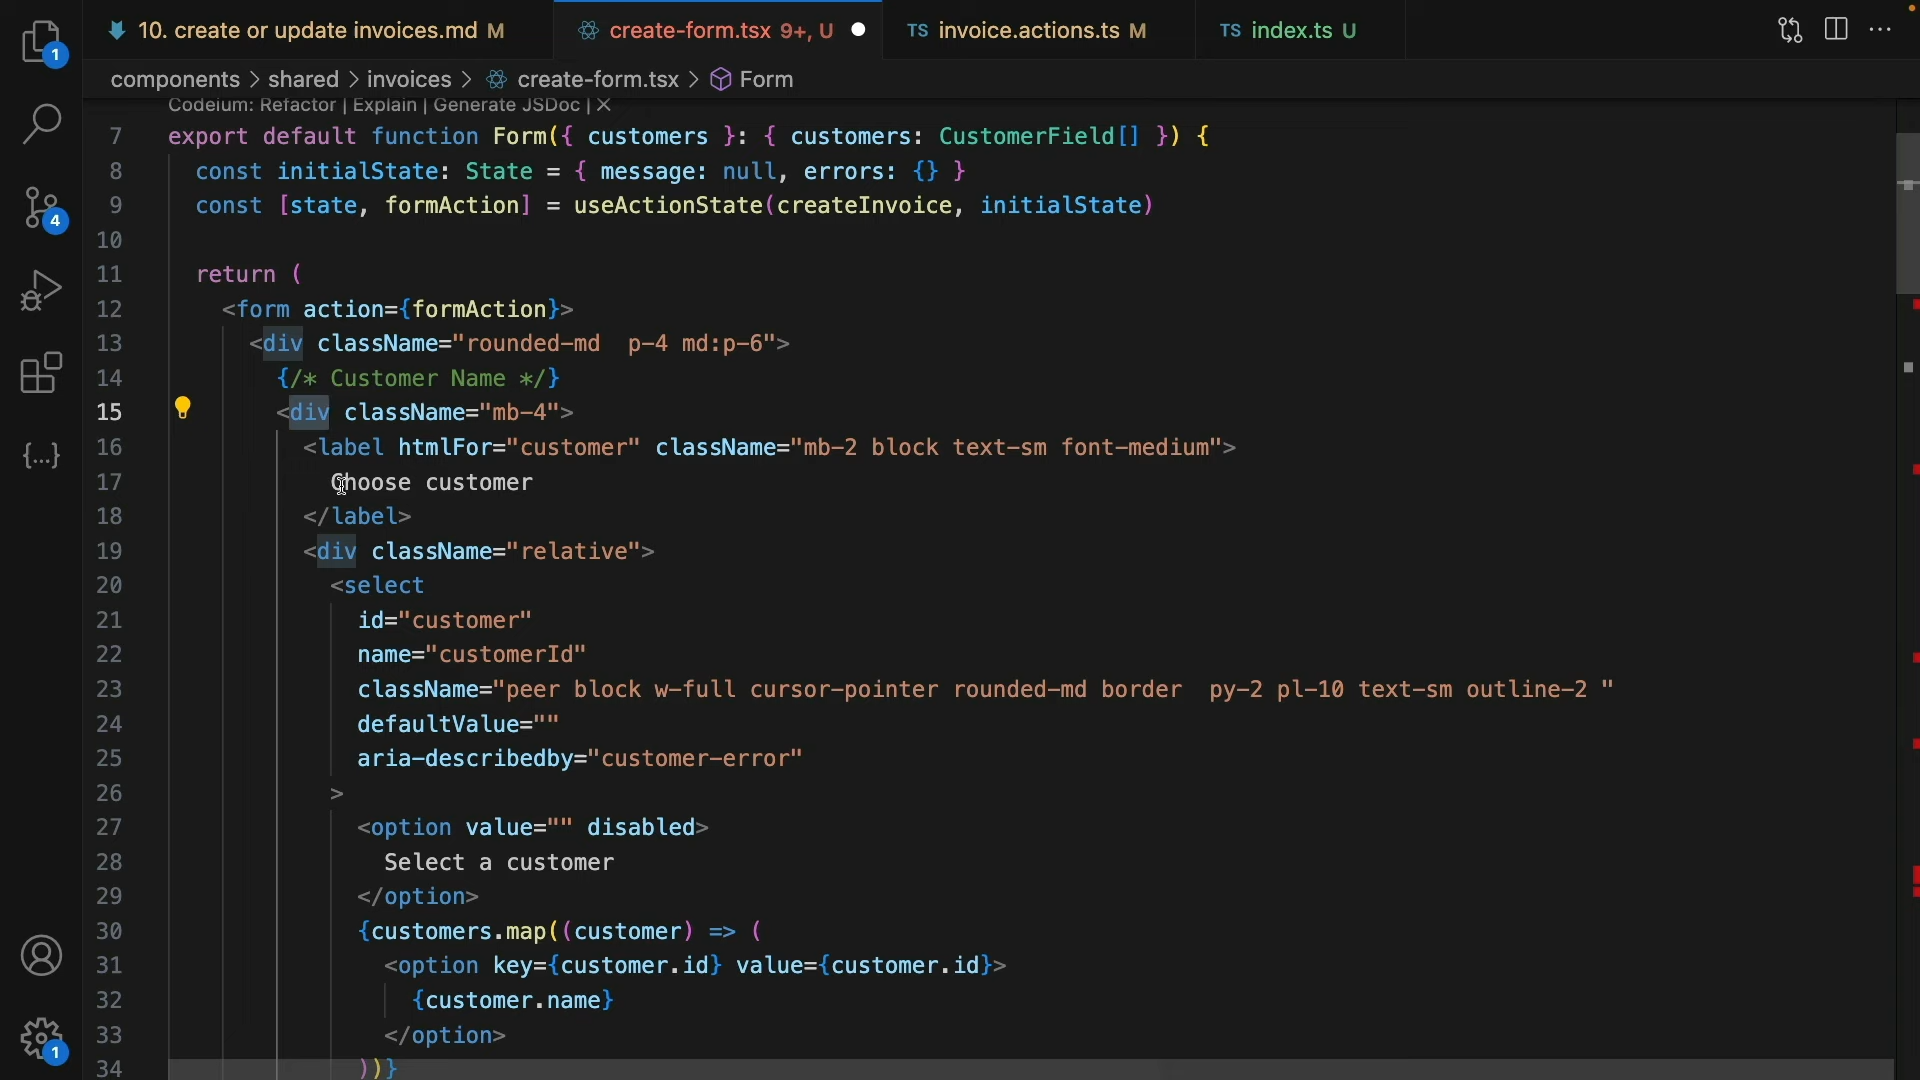 10. create or update invoices.md M
create-form.tsx 9+, U
TS invoice.actions.ts M
TS index.ts U
components > shared > invoices > create-form.tsx > Form
Codeium: Refactor | Explain | Generate JSDoc | X
7 export default function Form({ customers }: { customers: CustomerField[] }) {
8 const initialState: State = { message: null, errors: {} }
9 const [state, formAction] = useActionState(createInvoice, initialState)
10
11 return (
12 <form action={formAction}>
13 <div className="rounded-md  p-4 md:p-6">
14 {/* Customer Name */}
15 <div className="mb-4">
16 <label htmlFor="customer" className="mb-2 block text-sm font-medium">
17 Choose customer
18 </label>
19 <div className="relative">
20 <select
21 id="customer"
22 name="customerId"
23 className="peer block w-full cursor-pointer rounded-md border  py-2 pl-10 text-sm outline-2 "
24 defaultValue=""
25 aria-describedby="customer-error"
26 >
27 <option value="" disabled>
28 Select a customer
29 </option>
30 {customers.map((customer) => (
31 <option key={customer.id} value={customer.id}>
32 {customer.name}
33 </option>
34 ))}
1
4
{...}
1